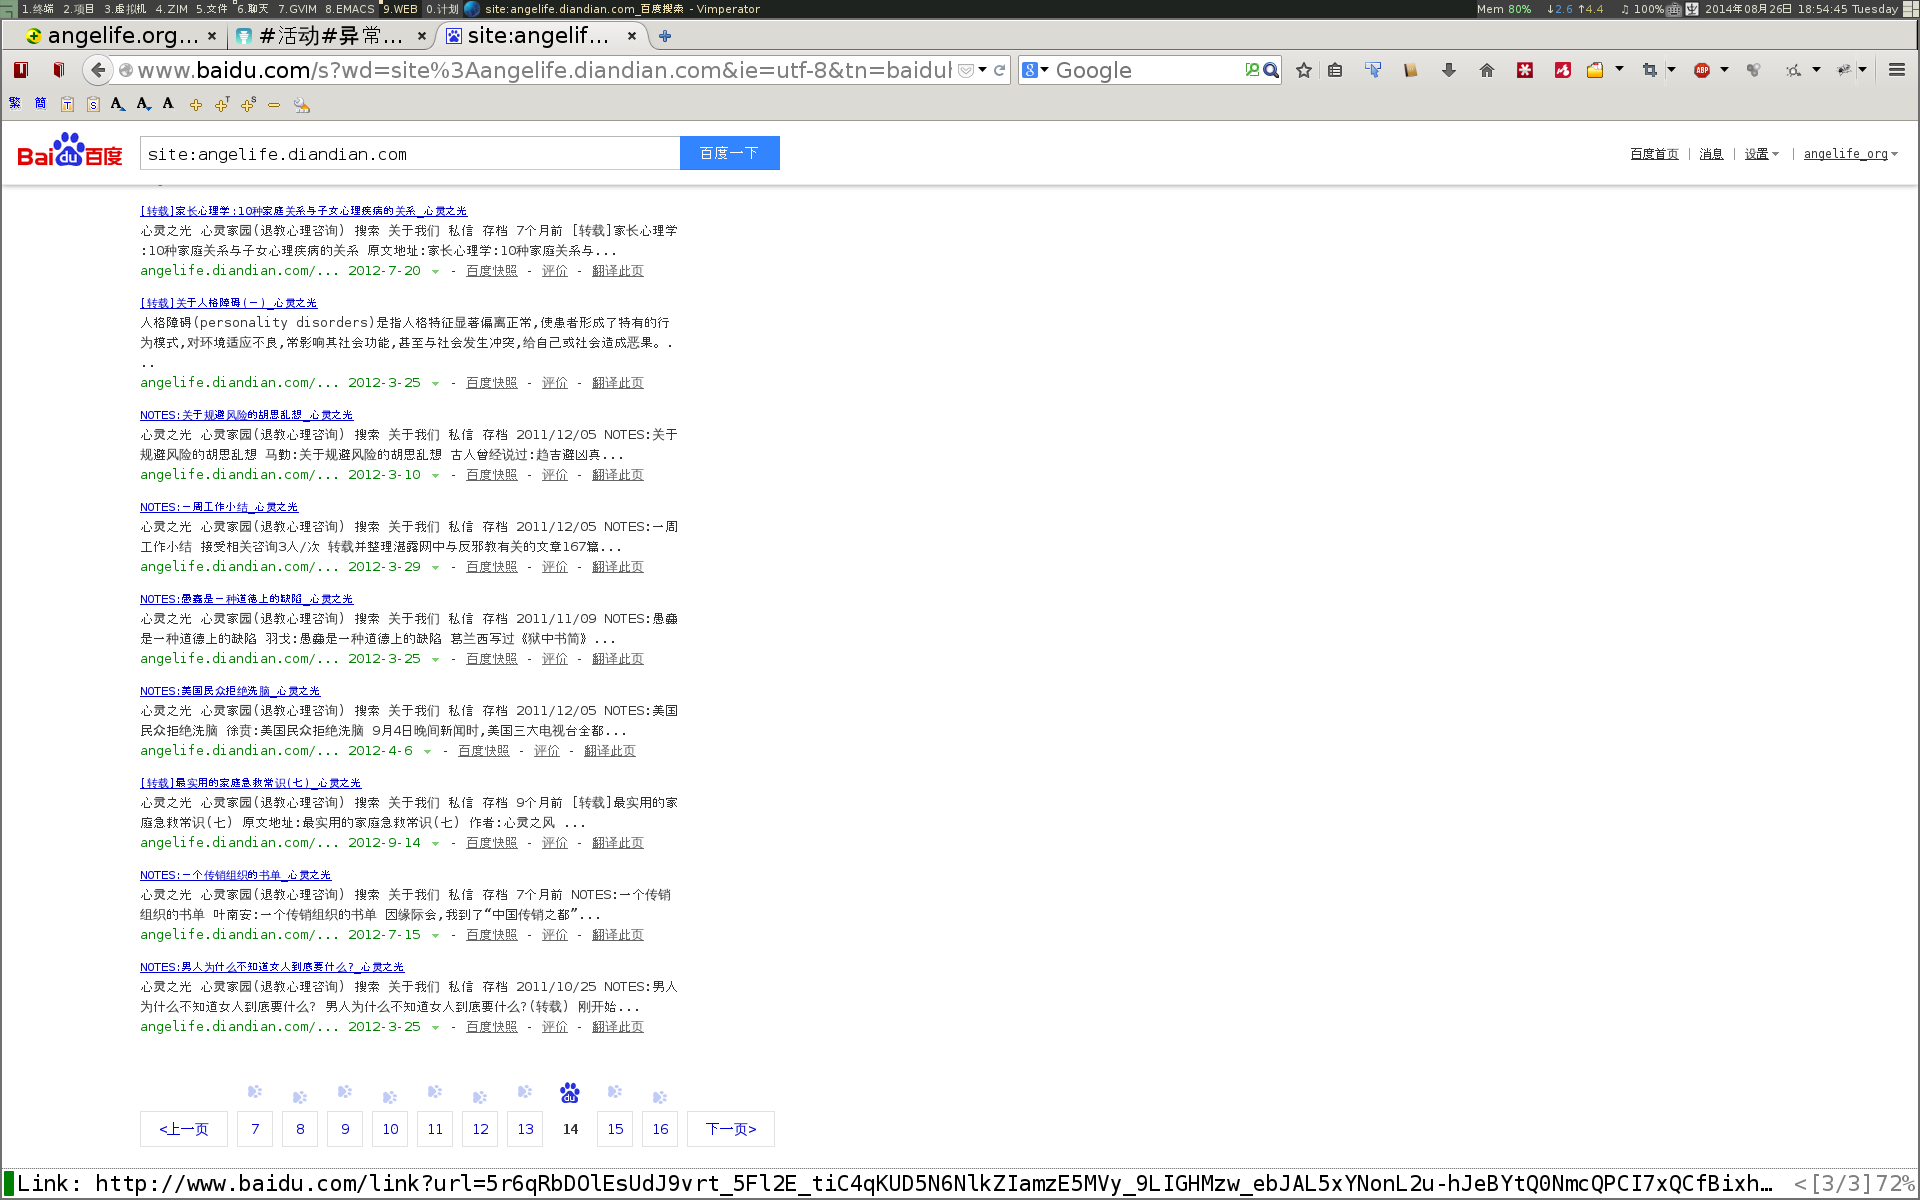 1.终端 2.项目 3.虚拟机 4.ZIM 5.文件 6.聊天 7.GVIM 8.EMACS 9.WEB 0.计划 site:angelife.diandian.com_百度搜索 - Vimperator Mem 80% ↓2.6 ↑4.4 ♫ 100% 2014年08月26日 18:54:45 Tuesday
angelife.org... × #活动#异常... × site:angelif... ×
www.baidu.com/s?wd=site%3Aangelife.diandian.com&ie=utf-8&tn=baiduh Google
繁 简 T S A A A T S
Bai du 百度 site:angelife.diandian.com 百度一下 百度首页 | 消息 | 设置 | angelife_org
[转载]家长心理学:10种家庭关系与子女心理疾病的关系_心灵之光
心灵之光 心灵家园(退教心理咨询) 搜索 关于我们 私信 存档 7个月前 [转载]家长心理学
:10种家庭关系与子女心理疾病的关系 原文地址:家长心理学:10种家庭关系与...
angelife.diandian.com/... 2012-7-20 - 百度快照 - 评价 - 翻译此页
[转载]关于人格障碍(一)_心灵之光
人格障碍(personality disorders)是指人格特征显著偏离正常,使患者形成了特有的行
为模式,对环境适应不良,常影响其社会功能,甚至与社会发生冲突,给自己或社会造成恶果。.
..
angelife.diandian.com/... 2012-3-25 - 百度快照 - 评价 - 翻译此页
NOTES:关于规避风险的胡思乱想_心灵之光
心灵之光 心灵家园(退教心理咨询) 搜索 关于我们 私信 存档 2011/12/05 NOTES:关于
规避风险的胡思乱想 马勤:关于规避风险的胡思乱想 古人曾经说过:趋吉避凶真...
angelife.diandian.com/... 2012-3-10 - 百度快照 - 评价 - 翻译此页
NOTES:一周工作小结_心灵之光
心灵之光 心灵家园(退教心理咨询) 搜索 关于我们 私信 存档 2011/12/05 NOTES:一周
工作小结 接受相关咨询3人/次 转载并整理湛露网中与反邪教有关的文章167篇...
angelife.diandian.com/... 2012-3-29 - 百度快照 - 评价 - 翻译此页
NOTES:愚蠢是一种道德上的缺陷_心灵之光
心灵之光 心灵家园(退教心理咨询) 搜索 关于我们 私信 存档 2011/11/09 NOTES:愚蠢
是一种道德上的缺陷 羽戈:愚蠢是一种道德上的缺陷 葛兰西写过《狱中书简》...
angelife.diandian.com/... 2012-3-25 - 百度快照 - 评价 - 翻译此页
NOTES:美国民众拒绝洗脑_心灵之光
心灵之光 心灵家园(退教心理咨询) 搜索 关于我们 私信 存档 2011/12/05 NOTES:美国
民众拒绝洗脑 徐贲:美国民众拒绝洗脑 9月4日晚间新闻时,美国三大电视台全都...
angelife.diandian.com/... 2012-4-6 - 百度快照 - 评价 - 翻译此页
[转载]最实用的家庭急救常识(七)_心灵之光
心灵之光 心灵家园(退教心理咨询) 搜索 关于我们 私信 存档 9个月前 [转载]最实用的家
庭急救常识(七) 原文地址:最实用的家庭急救常识(七) 作者:心灵之风 ...
angelife.diandian.com/... 2012-9-14 - 百度快照 - 评价 - 翻译此页
NOTES:一个传销组织的书单_心灵之光
心灵之光 心灵家园(退教心理咨询) 搜索 关于我们 私信 存档 7个月前 NOTES:一个传销
组织的书单 叶南安:一个传销组织的书单 因缘际会,我到了“中国传销之都”...
angelife.diandian.com/... 2012-7-15 - 百度快照 - 评价 - 翻译此页
NOTES:男人为什么不知道女人到底要什么?_心灵之光
心灵之光 心灵家园(退教心理咨询) 搜索 关于我们 私信 存档 2011/10/25 NOTES:男人
为什么不知道女人到底要什么? 男人为什么不知道女人到底要什么?(转载) 刚开始...
angelife.diandian.com/... 2012-3-25 - 百度快照 - 评价 - 翻译此页
<上一页 7 8 9 10 11 12 13 14 15 16 下一页>
Link: http://www.baidu.com/link?url=5r6qRbDOlEsUdJ9vrt_5Fl2E_tiC4qKUD5N6NlkZIamzE5MVy_9LIGHMzw_ebJAL5xYNonL2u-hJeBYtQ0NmcQPCI7xQCfBixh... <[3/3]72%